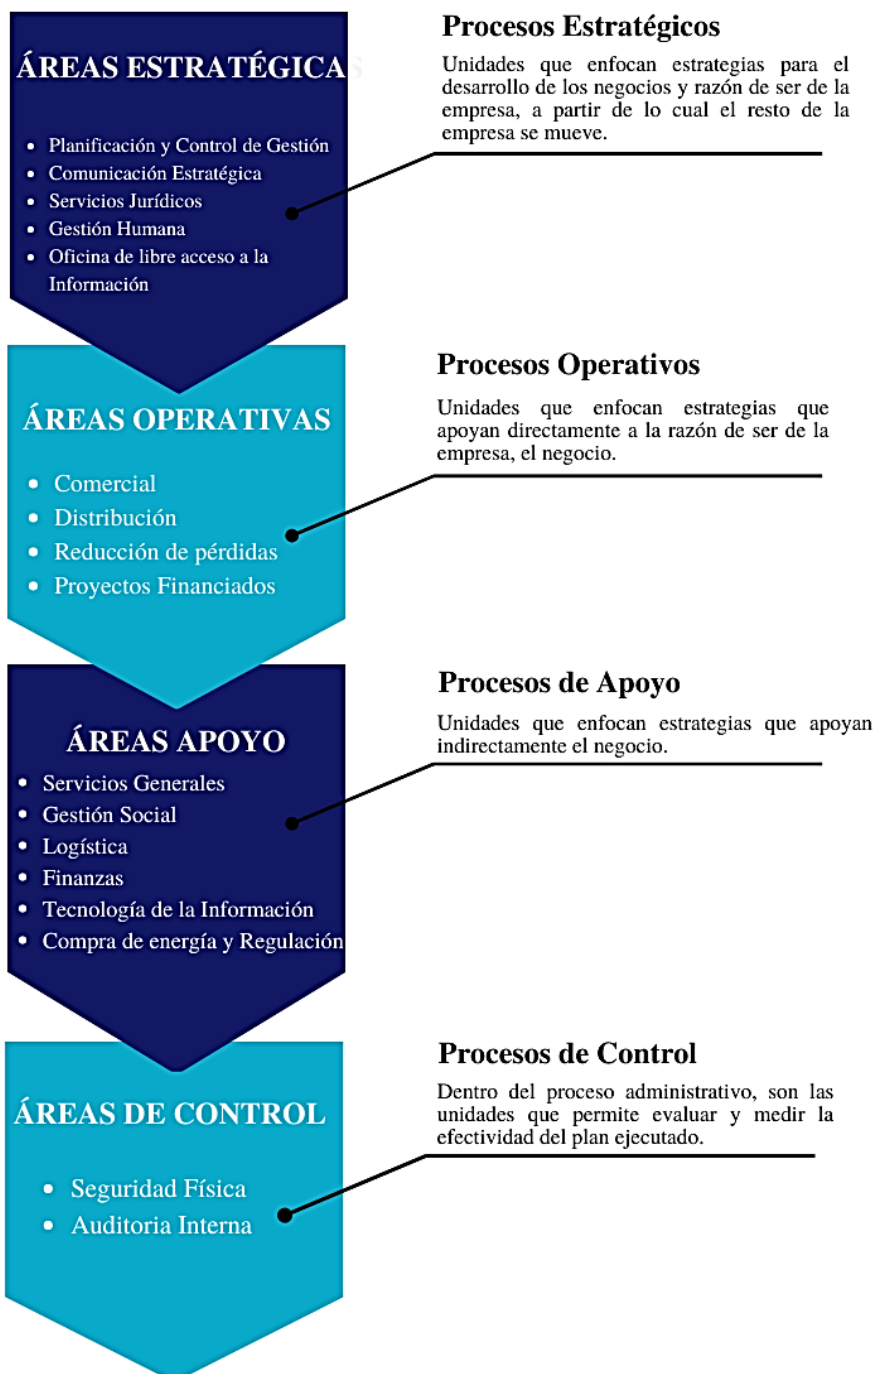 ÁREAS ESTRATÉGICAS
• Planificación y Control de Gestión
• Comunicación Estratégica
• Servicios Jurídicos
• Gestión Humana
• Oficina de libre acceso a la
Información
Procesos Estratégicos
Unidades que enfocan estrategias para el
desarrollo de los negocios y razón de ser de la
empresa, a partir de lo cual el resto de la
empresa se mueve.
ÁREAS OPERATIVAS
• Comercial
• Distribución
• Reducción de pérdidas
• Proyectos Financiados
Procesos Operativos
Unidades que enfocan estrategias que
apoyan directamente a la razón de ser de la
empresa, el negocio.
ÁREAS APOYO
• Servicios Generales
• Gestión Social
• Logística
• Finanzas
• Tecnología de la Información
• Compra de energía y Regulación
Procesos de Apoyo
Unidades que enfocan estrategias que apoyan
indirectamente el negocio.
ÁREAS DE CONTROL
• Seguridad Física
• Auditoria Interna
Procesos de Control
Dentro del proceso administrativo, son las
unidades que permite evaluar y medir la
efectividad del plan ejecutado.